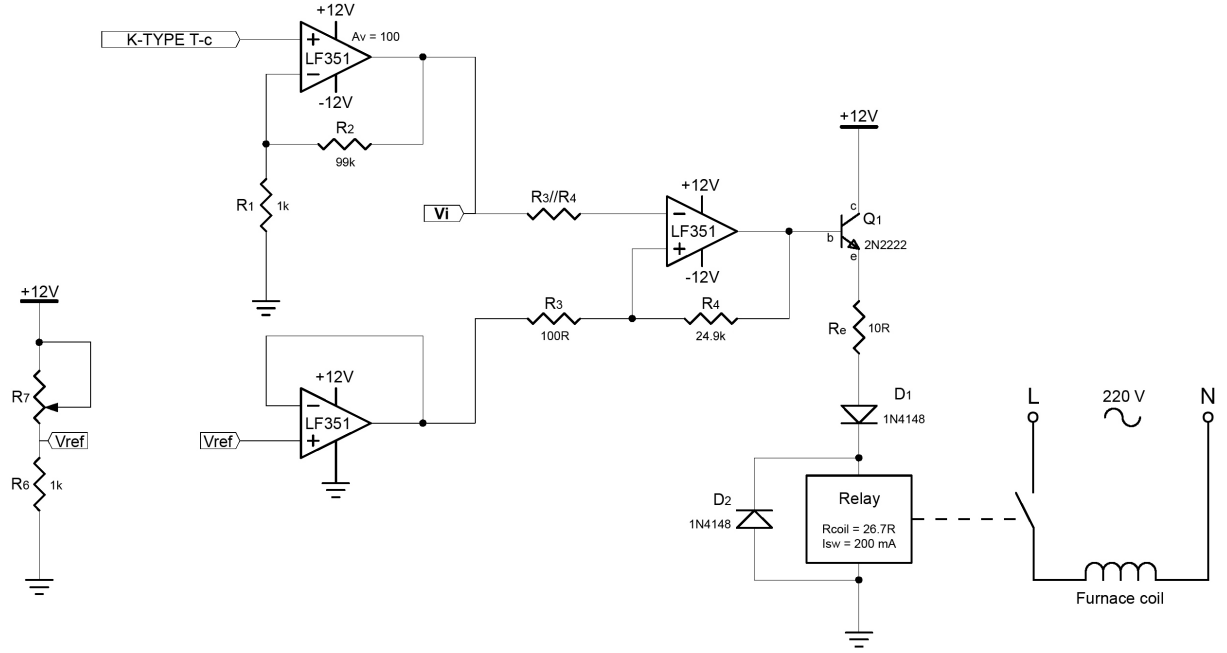 +12V
K-TYPE T-c
+
LF351
−
Av = 100
-12V
R2
99k
R1
1k
+12V
Vi
R3//R4
+12V
−
LF351
+
-12V
c
Q1
b
2N2222
e
R3
100R
R4
24.9k
Re
10R
+12V
R7
Vref
R6
1k
+12V
−
LF351
+
Vref
D1
1N4148
D2
1N4148
Relay
Rcoil = 26.7R
Isw = 200 mA
L
220 V
N
Furnace coil